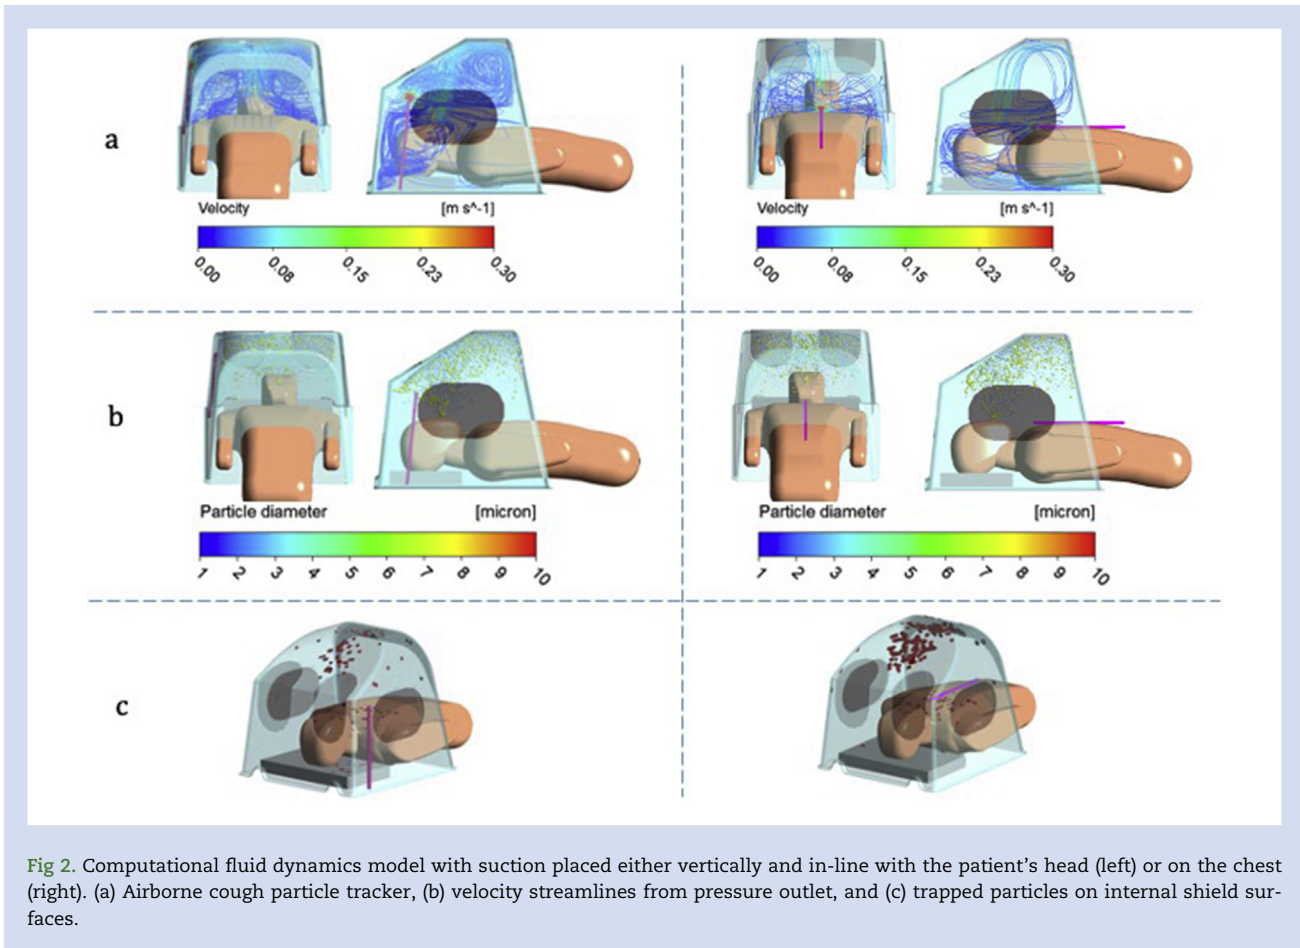 a
Velocity [m s^-1]
0.00 0.08 0.15 0.23 0.30
Velocity [m s^-1]
0.00 0.08 0.15 0.23 0.30
b
Particle diameter [micron]
1 2 3 4 5 6 7 8 9 10
Particle diameter [micron]
1 2 3 4 5 6 7 8 9 10
c
Fig 2. Computational fluid dynamics model with suction placed either vertically and in-line with the patient's head (left) or on the chest
(right). (a) Airborne cough particle tracker, (b) velocity streamlines from pressure outlet, and (c) trapped particles on internal shield sur-
faces.